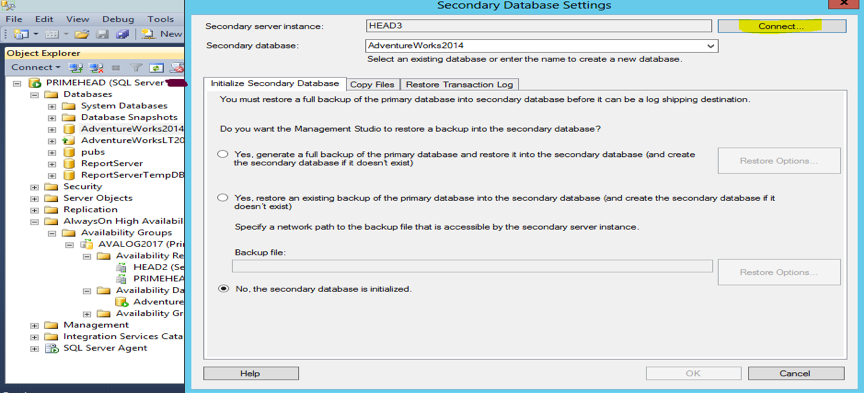 Secondary Database Settings
File Edit View Debug Tools
New
Object Explorer
Connect
PRIMEHEAD (SQL Server
Databases
System Databases
Database Snapshots
AdventureWorks2014
AdventureWorksLT20
pubs
ReportServer
ReportServerTempDB
Security
Server Objects
Replication
AlwaysOn High Availabil
Availability Groups
AVALOG2017 (Pri
Availability Re
HEAD2 (Se
PRIMEHE
Availability Da
Adventure
Availability Gr
Management
Integration Services Cata
SQL Server Agent
Secondary server instance: HEAD3 Connect...
Secondary database: AdventureWorks2014
Select an existing database or enter the name to create a new database.
Initialize Secondary Database Copy Files Restore Transaction Log
You must restore a full backup of the primary database into secondary database before it can be a log shipping destination.
Do you want the Management Studio to restore a backup into the secondary database?
Yes, generate a full backup of the primary database and restore it into the secondary database (and create
the secondary database if it doesn't exist)
Restore Options...
Yes, restore an existing backup of the primary database into the secondary database (and create the secondary database if it
doesn't exist)
Specify a network path to the backup file that is accessible by the secondary server instance.
Backup file:
Restore Options...
No, the secondary database is initialized.
Help OK Cancel